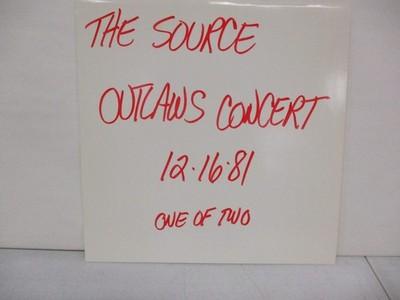 THE SOURCE
OUTLAWS CONCERT
12.16.81
ONE OF TWO